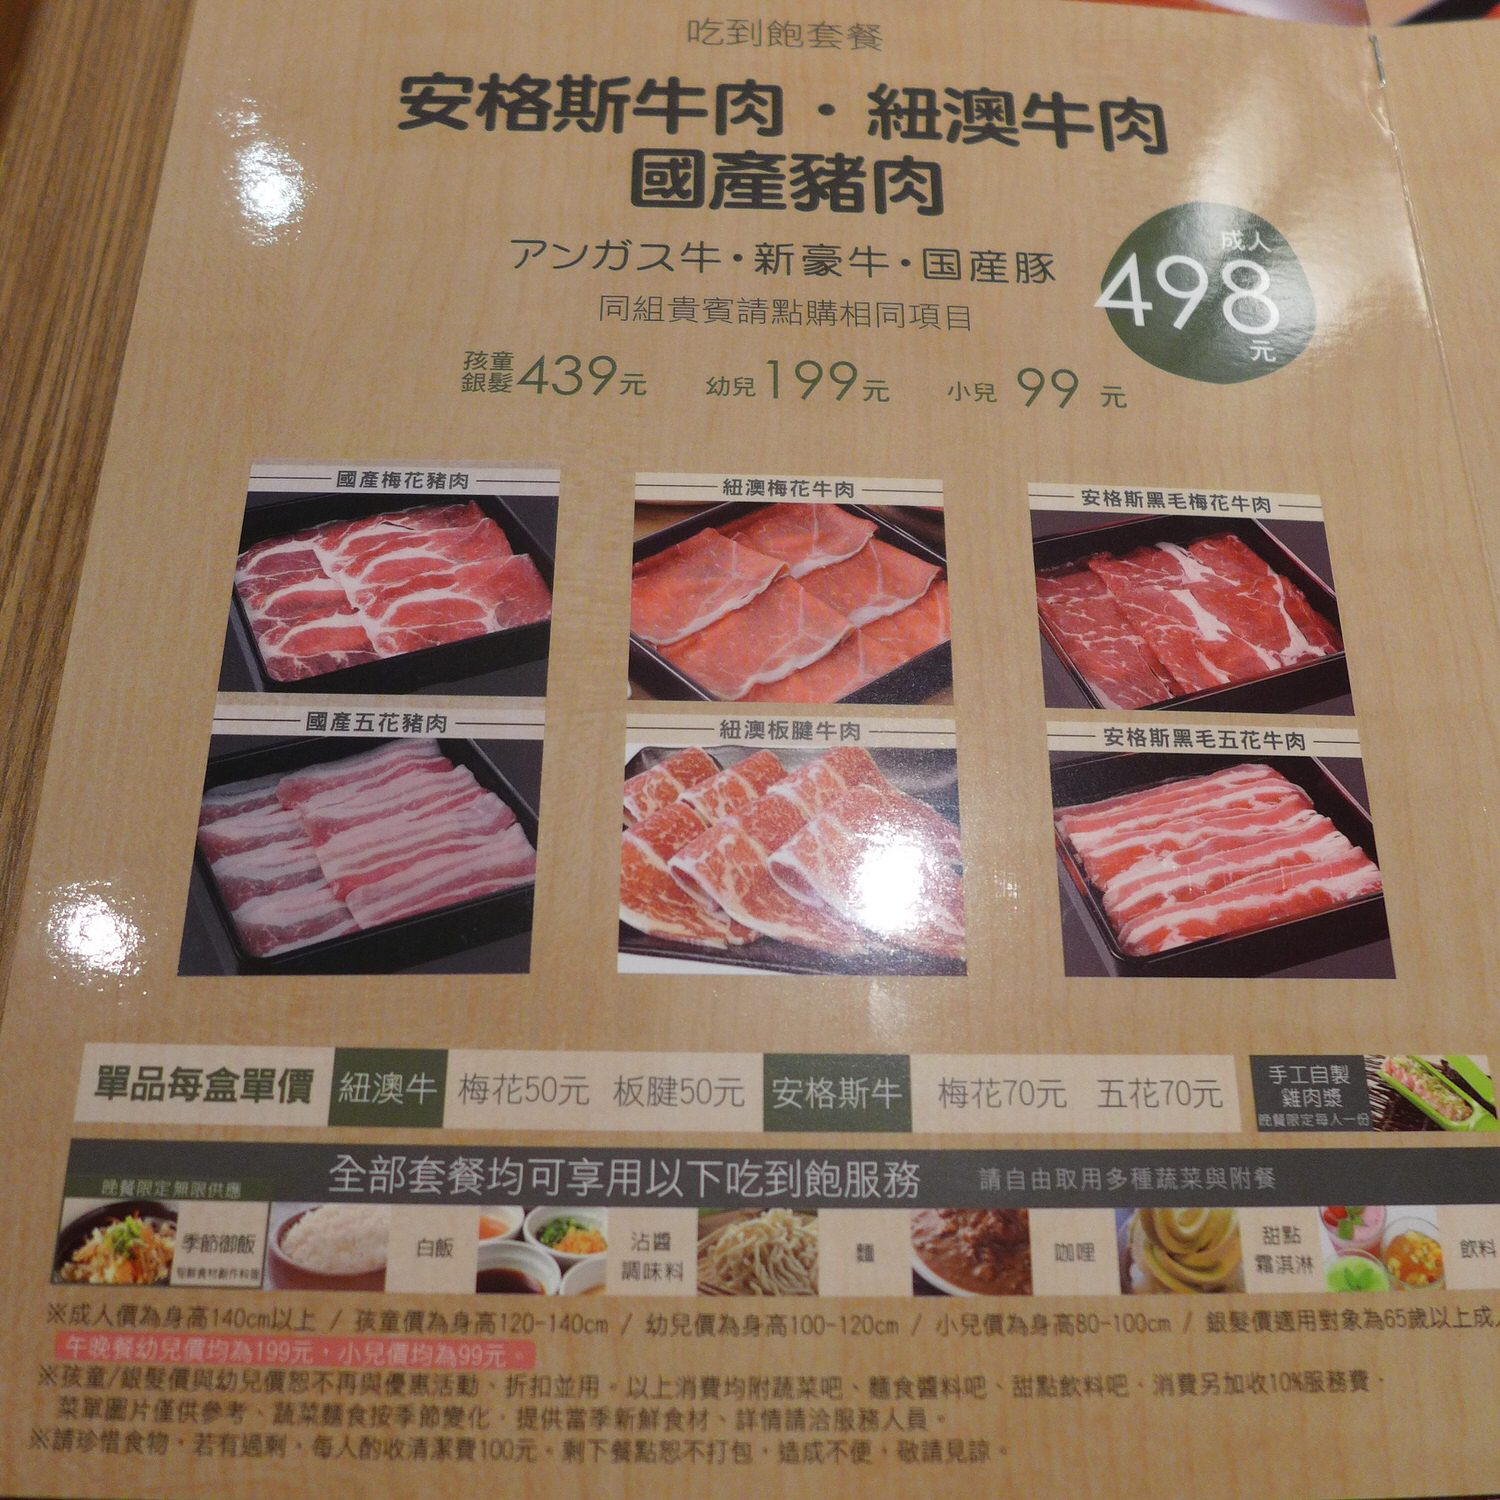 吃到飽套餐
安格斯牛肉・紐澳牛肉
國產豬肉
アンガス牛・新豪牛・国産豚
同組貴賓請點購相同項目
成人
498
元
孩童
銀髮 439元 幼兒 199元 小兒 99 元
國產梅花豬肉
紐澳梅花牛肉
安格斯黑毛梅花牛肉
國產五花豬肉
紐澳板腱牛肉
安格斯黑毛五花牛肉
單品每盒單價 紐澳牛 梅花50元 板腱50元 安格斯牛 梅花70元 五花70元
手工自製
雞肉漿
晚餐限定每人一份
全部套餐均可享用以下吃到飽服務 請自由取用多種蔬菜與附餐
晚餐限定無限供應
季節御飯
旬鮮食材創作和飯
白飯
沾醬
調味料
麵
咖哩
甜點
霜淇淋
飲料
※成人價為身高140cm以上 / 孩童價為身高120-140cm / 幼兒價為身高100-120cm / 小兒價為身高80-100cm / 銀髮價適用對象為65歲以上成人
午晚餐幼兒價均為199元，小兒價均為99元。
※孩童/銀髮價與幼兒價恕不再與優惠活動、折扣並用。以上消費均附蔬菜吧、麵食醬料吧、甜點飲料吧，消費另加收10%服務費。
菜單圖片僅供參考、蔬菜麵食按季節變化，提供當季新鮮食材、詳情請洽服務人員。
※請珍惜食物，若有過剩，每人酌收清潔費100元。剩下餐點恕不打包，造成不便，敬請見諒。